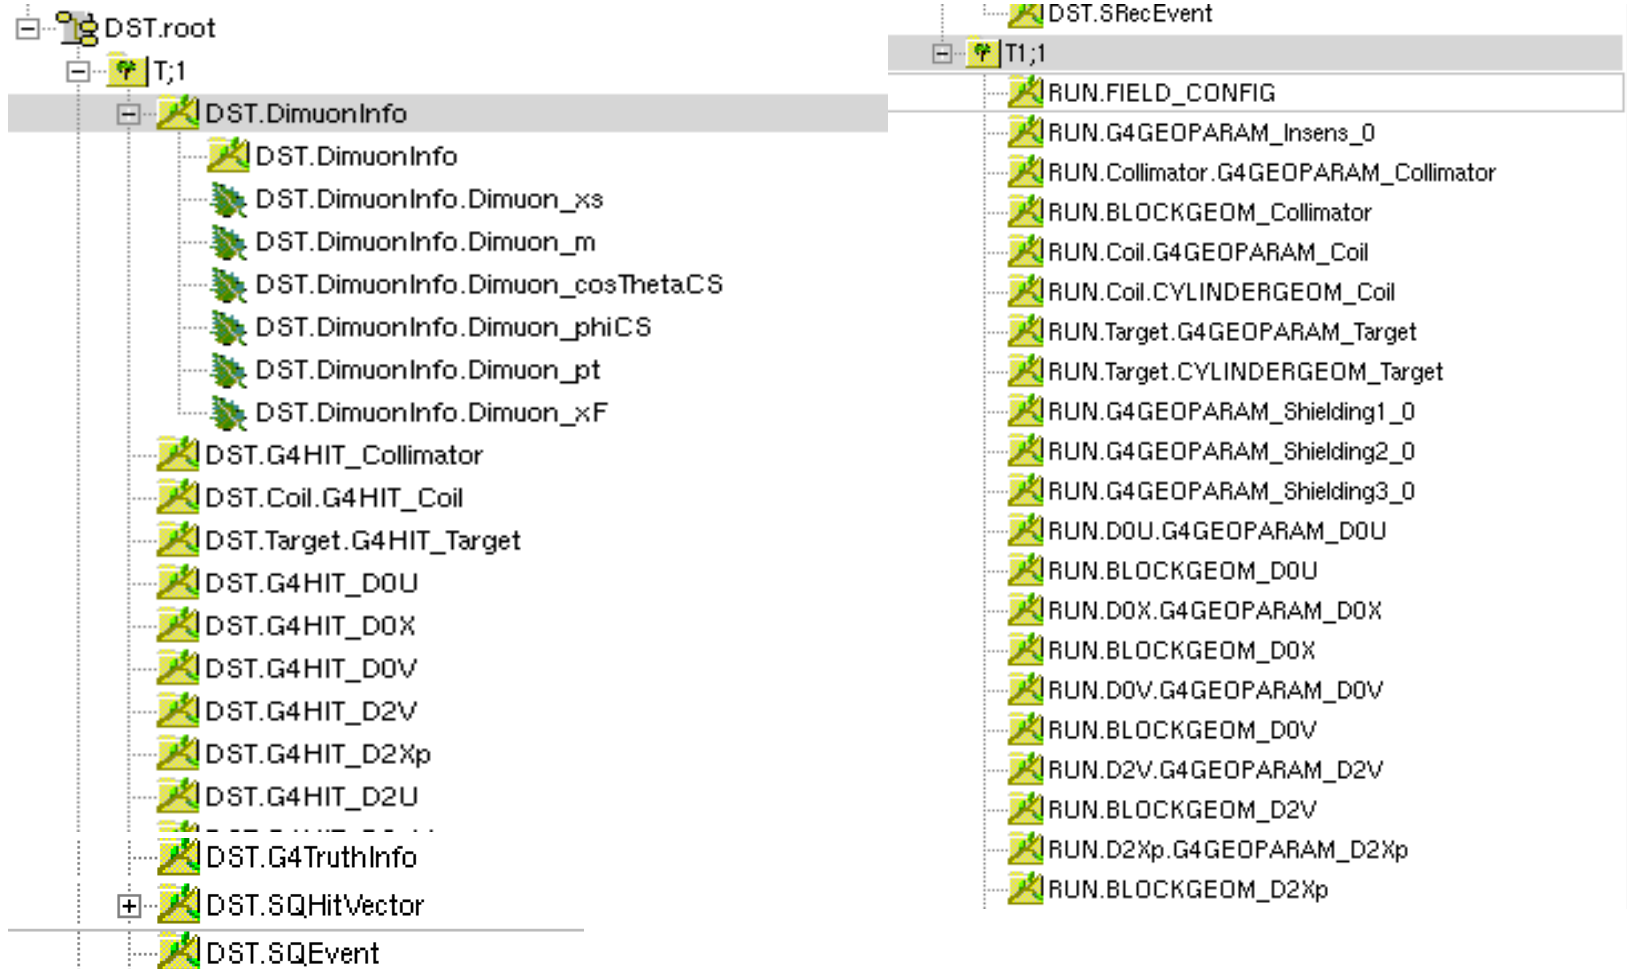 DST.root
T;1
DST.DimuonInfo
DST.DimuonInfo
DST.DimuonInfo.Dimuon_xs
DST.DimuonInfo.Dimuon_m
DST.DimuonInfo.Dimuon_cosThetaCS
DST.DimuonInfo.Dimuon_phiCS
DST.DimuonInfo.Dimuon_pt
DST.DimuonInfo.Dimuon_xF
DST.G4HIT_Collimator
DST.Coil.G4HIT_Coil
DST.Target.G4HIT_Target
DST.G4HIT_D0U
DST.G4HIT_D0X
DST.G4HIT_D0V
DST.G4HIT_D2V
DST.G4HIT_D2Xp
DST.G4HIT_D2U
DST.G4TruthInfo
DST.SQHitVector
DST.SQEvent
DST.SRecEvent
T1;1
RUN.FIELD_CONFIG
RUN.G4GEOPARAM_Insens_0
RUN.Collimator.G4GEOPARAM_Collimator
RUN.BLOCKGEOM_Collimator
RUN.Coil.G4GEOPARAM_Coil
RUN.Coil.CYLINDERGEOM_Coil
RUN.Target.G4GEOPARAM_Target
RUN.Target.CYLINDERGEOM_Target
RUN.G4GEOPARAM_Shielding1_0
RUN.G4GEOPARAM_Shielding2_0
RUN.G4GEOPARAM_Shielding3_0
RUN.D0U.G4GEOPARAM_D0U
RUN.BLOCKGEOM_D0U
RUN.D0X.G4GEOPARAM_D0X
RUN.BLOCKGEOM_D0X
RUN.D0V.G4GEOPARAM_D0V
RUN.BLOCKGEOM_D0V
RUN.D2V.G4GEOPARAM_D2V
RUN.BLOCKGEOM_D2V
RUN.D2Xp.G4GEOPARAM_D2Xp
RUN.BLOCKGEOM_D2Xp